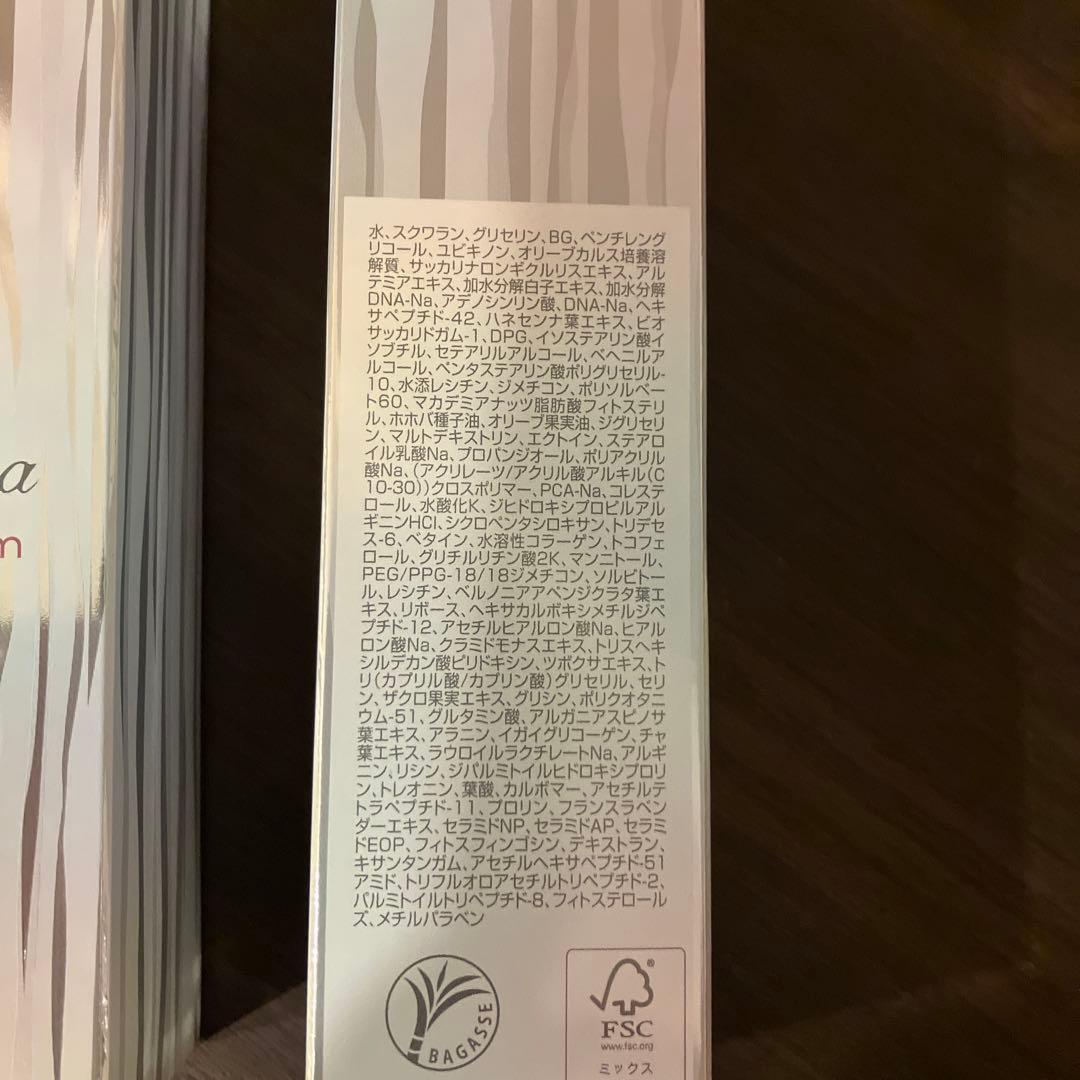 水、スクワラン、グリセリン、BG、ペンチレング
リコール、ユビキノン、オリーブカルス培養溶
解質、サッカリナロンギクルリスエキス、アル
テミアエキス、加水分解白子エキス、加水分解
DNA-Na、アデノシンリン酸、DNA-Na、ヘキ
サペプチド-42、ハネセンナ葉エキス、ビオ
サッカリドガム-1、DPG、イソステアリン酸イ
ソブチル、セテアリルアルコール、ベヘニルア
ルコール、ペンタステアリン酸ポリグリセリル-
10、水添レシチン、ジメチコン、ポリソルベー
ト60、マカデミアナッツ脂肪酸フィトステリ
ル、ホホバ種子油、オリーブ果実油、ジグリセリ
ン、マルトデキストリン、エクトイン、ステアロ
イル乳酸Na、プロパンジオール、ポリアクリル
酸Na、(アクリレーツ/アクリル酸アルキル(C
10-30))クロスポリマー、PCA-Na、コレステ
ロール、水酸化K、ジヒドロキシプロピルアル
ギニンHCl、シクロペンタシロキサン、トリデセ
ス-6、ベタイン、水溶性コラーゲン、トコフェ
ロール、グリチルリチン酸2K、マンニトール、
PEG/PPG-18/18ジメチコン、ソルビトー
ル、レシチン、ベルノニアアペンジクラタ葉エ
キス、リボース、ヘキサカルボキシメチルジペ
プチド-12、アセチルヒアルロン酸Na、ヒアル
ロン酸Na、クラミドモナスエキス、トリスヘキ
シルデカン酸ピリドキシン、ツボクサエキス、ト
リ(カプリル酸/カプリン酸)グリセリル、セリ
ン、ザクロ果実エキス、グリシン、ポリクオタニ
ウム-51、グルタミン酸、アルガニアスピノサ
葉エキス、アラニン、イガイグリコーゲン、チャ
葉エキス、ラウロイルラクチレートNa、アルギ
ニン、リシン、ジパルミトイルヒドロキシプロリ
ン、トレオニン、葉酸、カルボマー、アセチルテ
トラペプチド-11、プロリン、フランスラベン
ダーエキス、セラミドNP、セラミドAP、セラミ
ドEOP、フィトスフィンゴシン、デキストラン、
キサンタンガム、アセチルヘキサペプチド-51
アミド、トリフルオロアセチルトリペプチド-2、
パルミトイルトリペプチド-8、フィトステロール
ズ、メチルパラベン
BAGASSE
®
FSC
www.fsc.org
ミックス
a
m